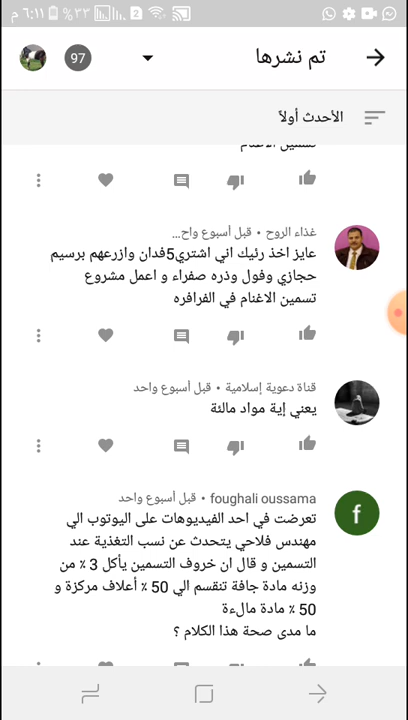 ٦:١١ م ٣٣٪ 2
تم نشرها 97
الأحدث أولاً
تسمين الاغنام
غذاء الروح • قبل أسبوع واح...
عايز اخذ رئيك اني اشتري5فدان وازرعهم برسيم
حجازي وفول وذره صفراء و اعمل مشروع
تسمين الاغنام في الفرافره
قناة دعوية إسلامية • قبل أسبوع واحد
يعني إية مواد مالئة
foughali oussama • قبل أسبوع واحد
f
تعرضت في احد الفيديوهات على اليوتوب الي
مهندس فلاحي يتحدث عن نسب التغذية عند
التسمين و قال ان خروف التسمين يأكل 3 ٪ من
وزنه مادة جافة تنقسم الي 50 ٪ أعلاف مركزة و
50 ٪ مادة مالءة
ما مدى صحة هذا الكلام ؟